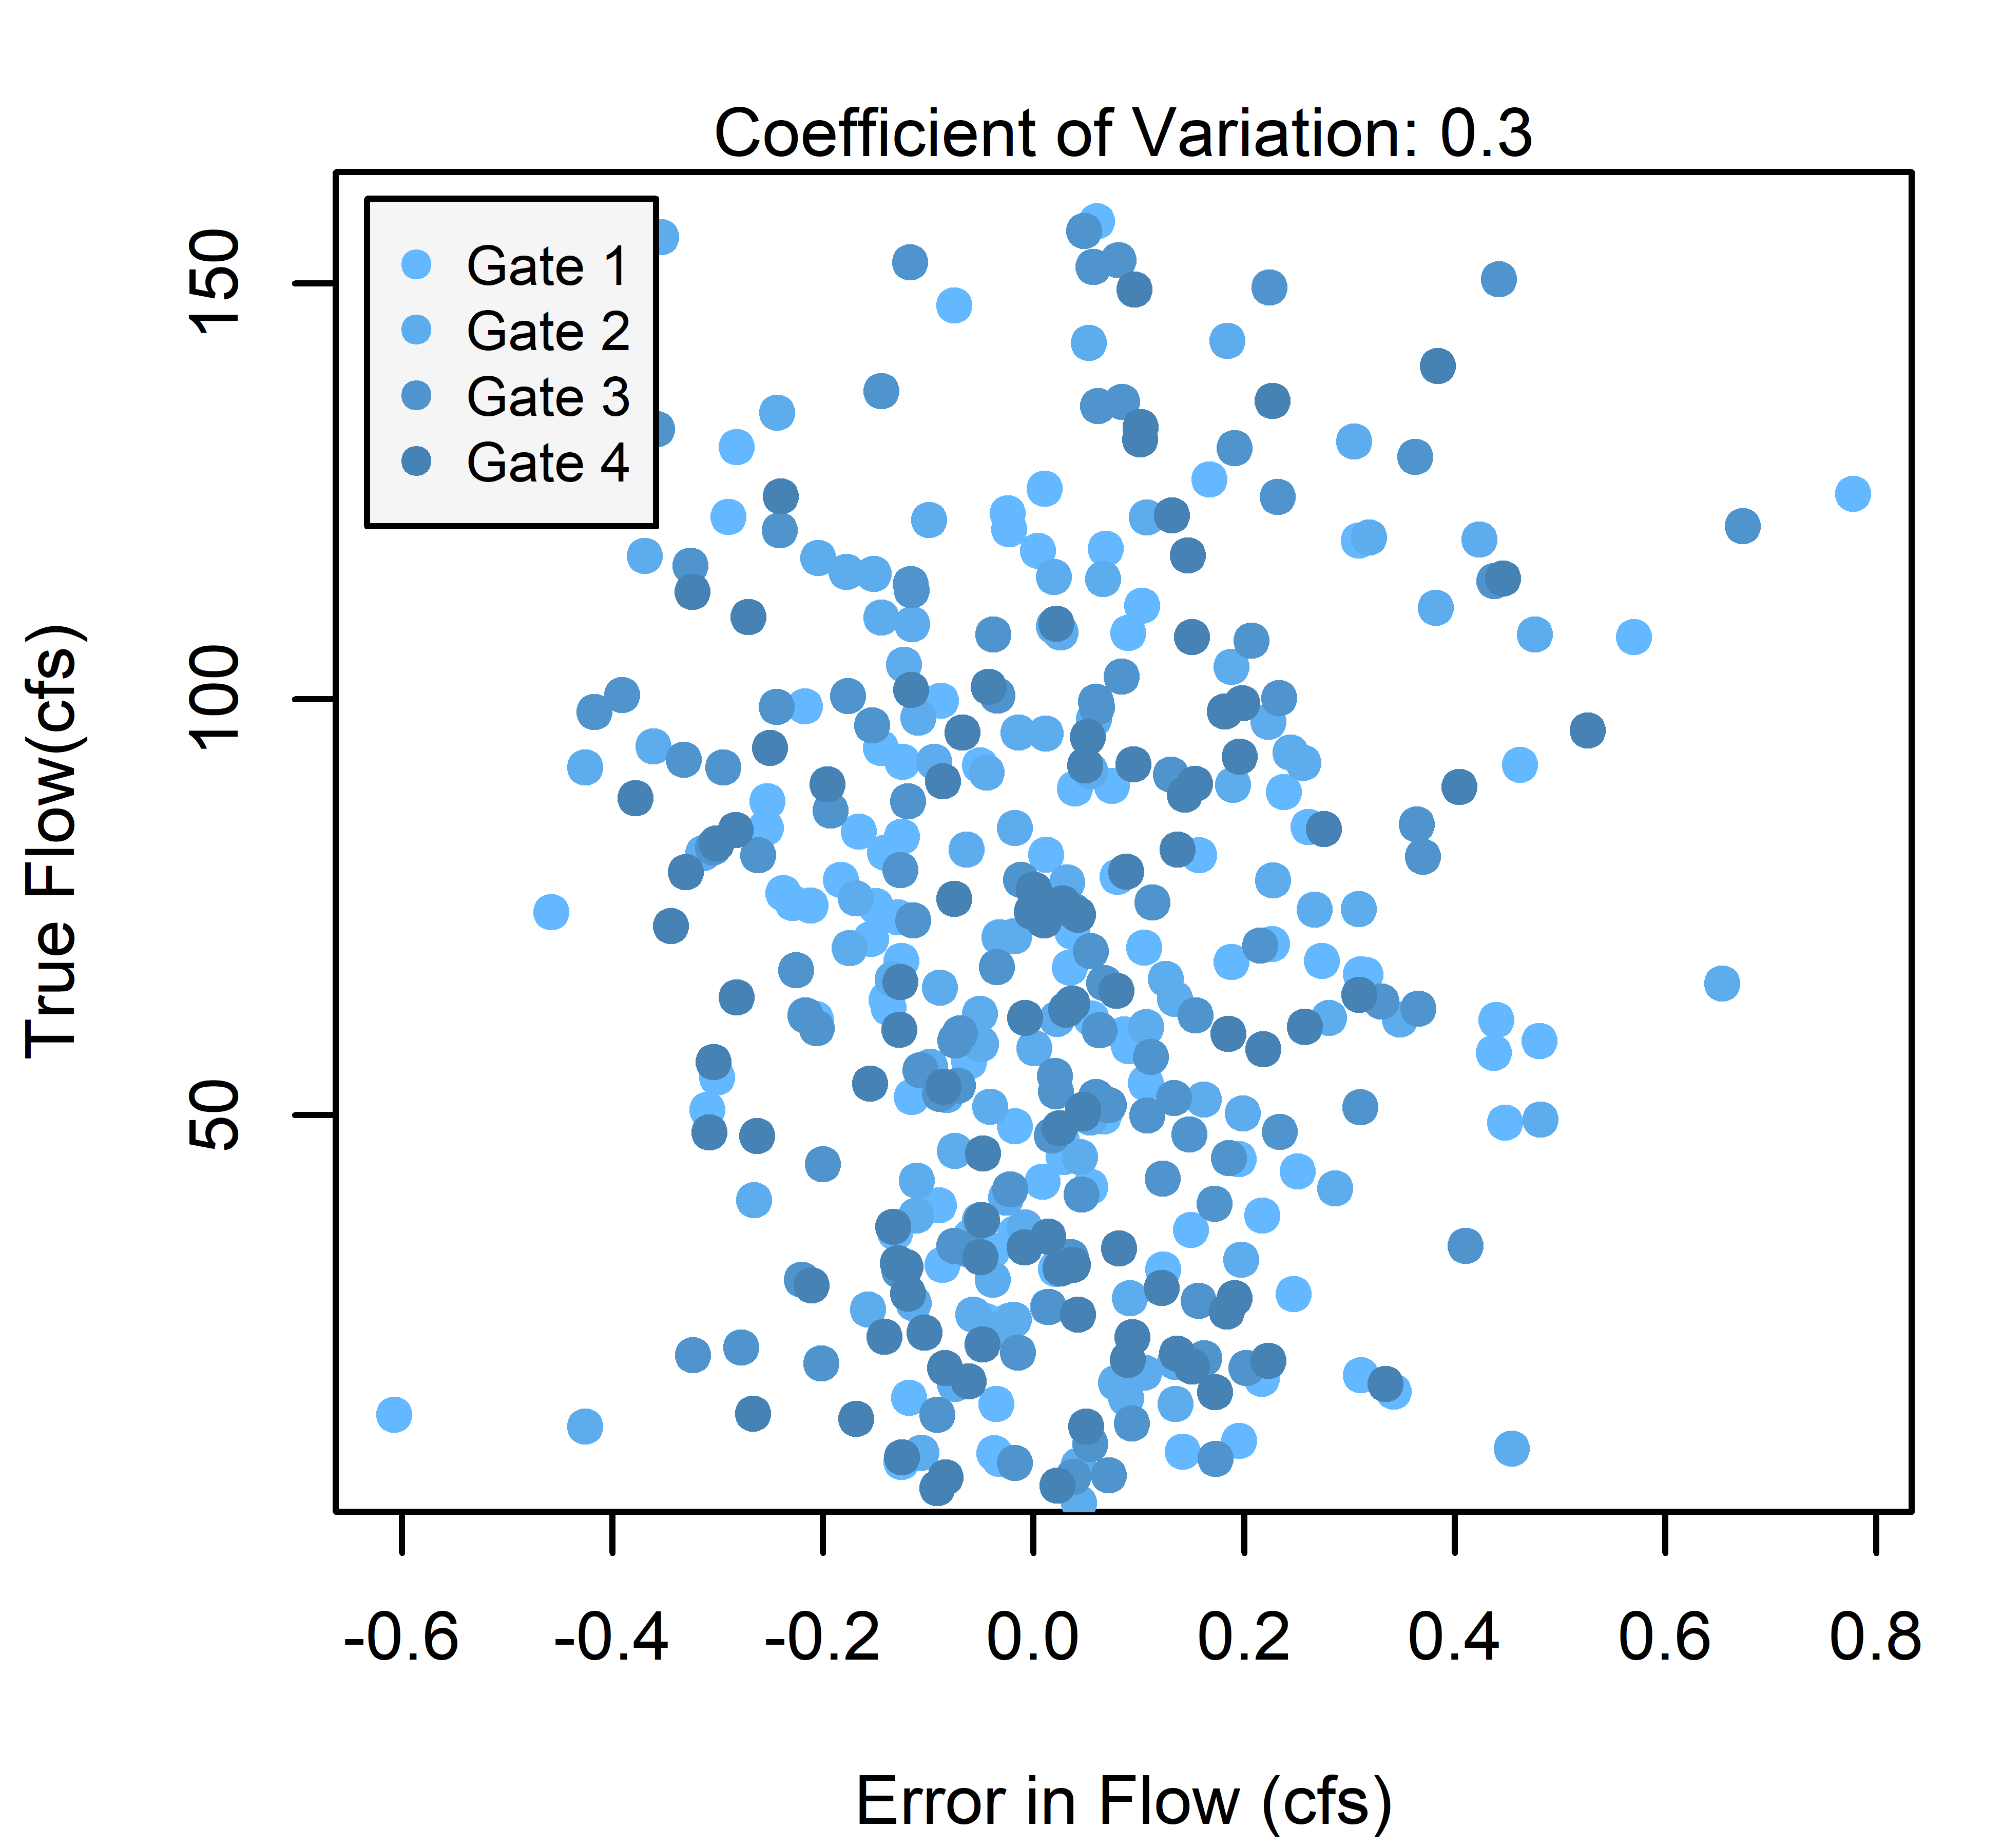 Coefficient of Variation: 0.3
Gate 1
Gate 2
Gate 3
Gate 4
True Flow(cfs)
150
100
50
-0.6 -0.4 -0.2 0.0 0.2 0.4 0.6 0.8
Error in Flow (cfs)